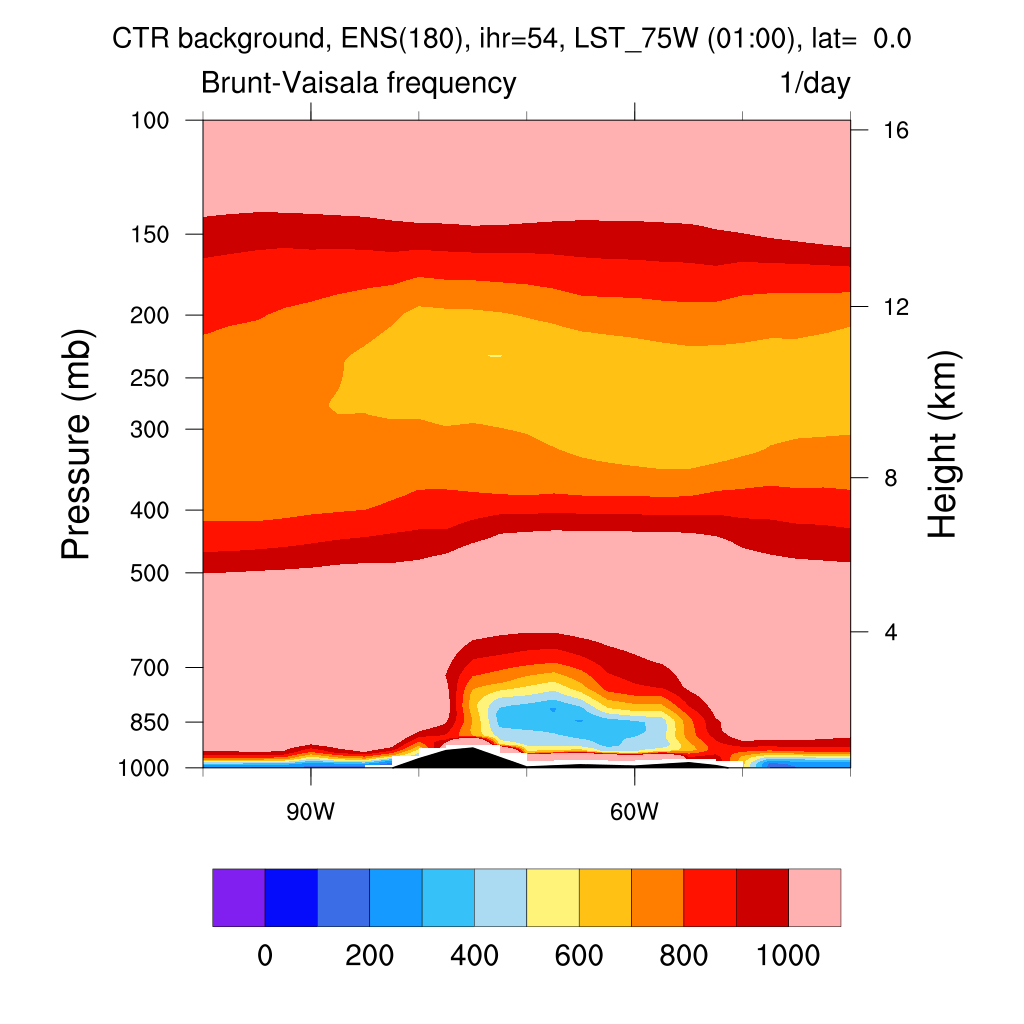 CTR background, ENS(180), ihr=54, LST_75W (01:00), lat= 0.0
Brunt-Vaisala frequency 1/day
100
150
200
250
300
400
500
700
850
1000
Pressure (mb)
16
12
8
4
Height (km)
90W 60W
0 200 400 600 800 1000